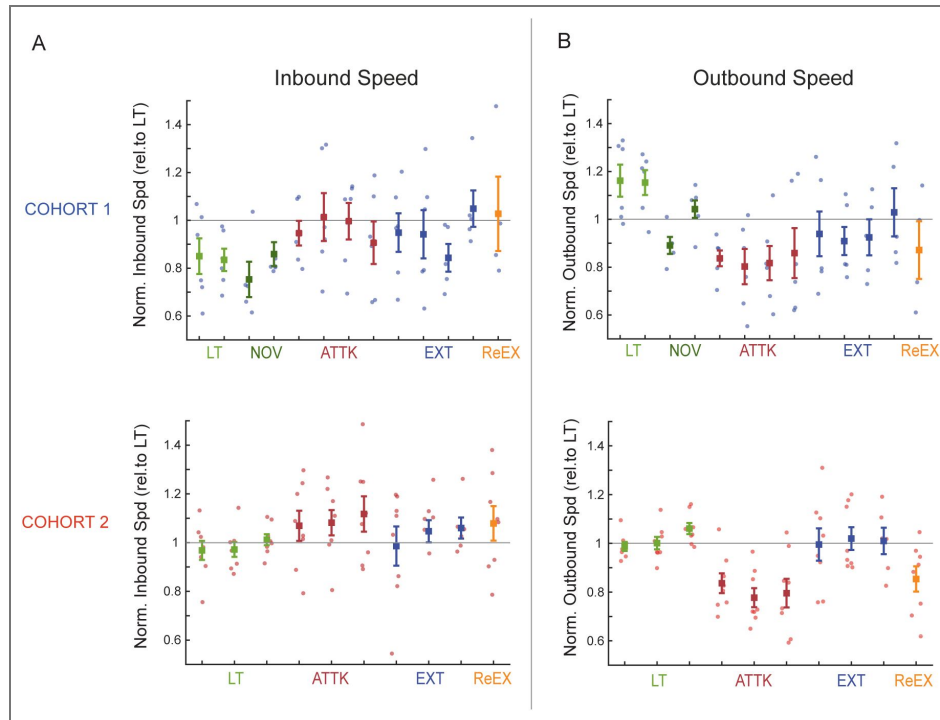 A
B
Inbound Speed
Outbound Speed
COHORT 1
Norm. Inbound Spd (rel.to LT)
1.4
1.2
1
0.8
0.6
LT
NOV
ATTK
EXT
ReEX
Norm. Outbound Spd (rel.to LT)
1.4
1.2
1
0.8
0.6
LT
NOV
ATTK
EXT
ReEX
COHORT 2
Norm. Inbound Spd (rel.to LT)
1.4
1.2
1
0.8
0.6
LT
ATTK
EXT
ReEX
Norm. Outbound Spd (rel.to LT)
1.4
1.2
1
0.8
0.6
LT
ATTK
EXT
ReEX